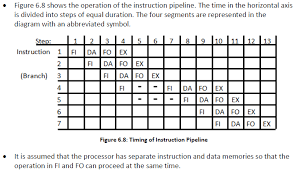 • Figure 6.8 shows the operation of the instruction pipeline. The time in the horizontal axis
is divided into steps of equal duration. The four segments are represented in the
diagram with an abbreviated symbol.
Step: 1 2 3 4 5 6 7 8 9 10 11 12 13
Instruction 1 FI DA FO EX
2 FI DA FO EX
(Branch) 3 FI DA FO EX
4 FI - - FI DA FO EX
5 - - - FI DA FO EX
6 FI DA FO EX
7 FI DA FO EX
Figure 6.8: Timing of Instruction Pipeline
• It is assumed that the processor has separate instruction and data memories so that the
operation in FI and FO can proceed at the same time.